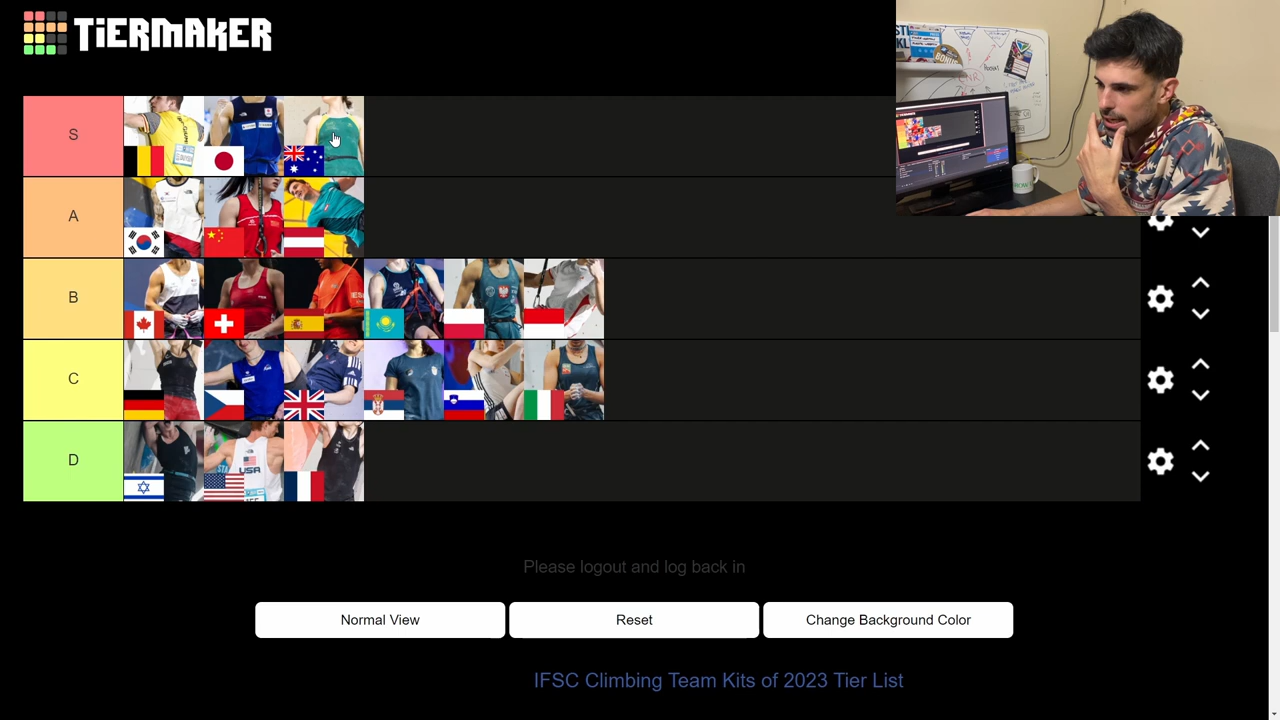 TiERMAKER
S
A
B
C
D
USA
Please logout and log back in
Normal View
Reset
Change Background Color
IFSC Climbing Team Kits of 2023 Tier List